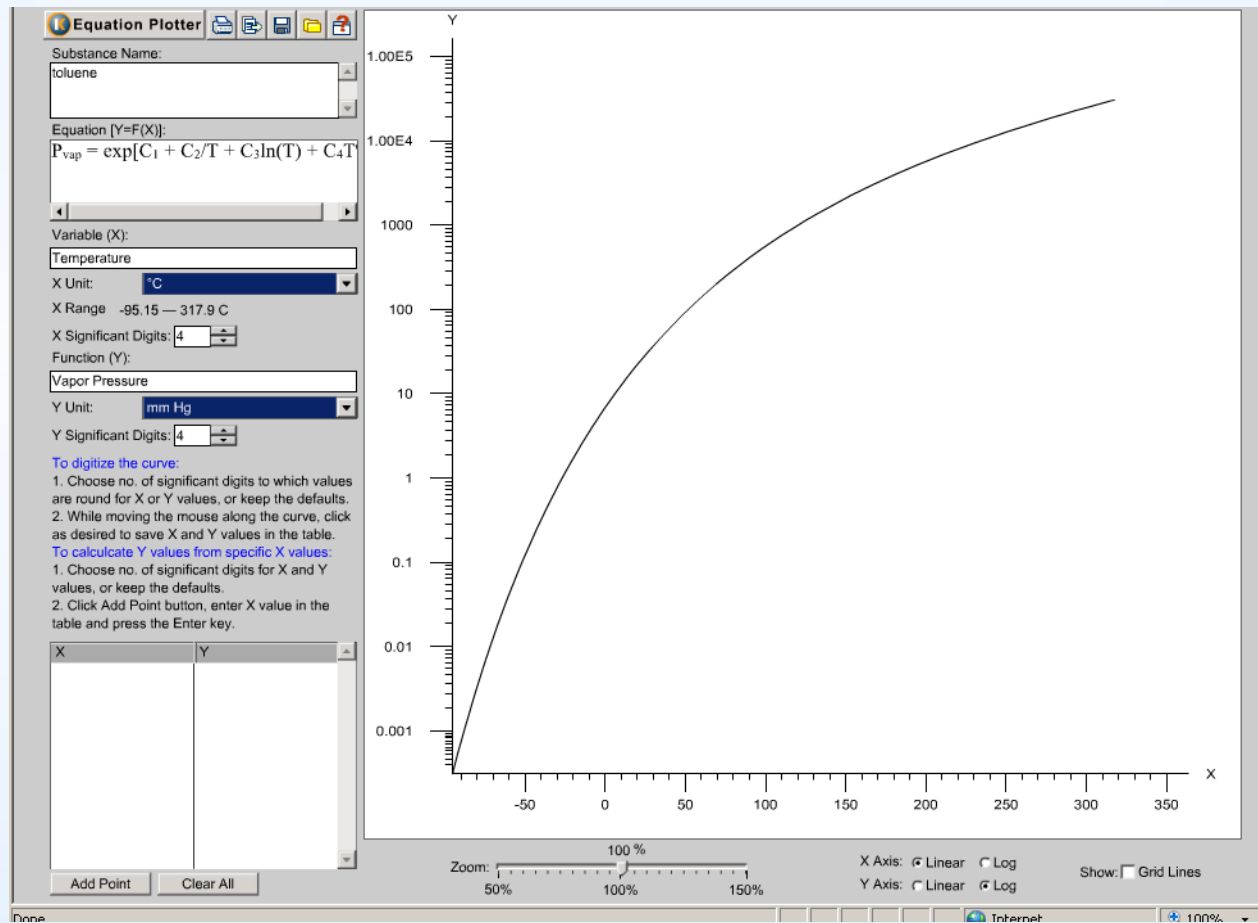 Equation Plotter
Substance Name:
toluene
Equation [Y=F(X)]:
P_vap = exp[C₁ + C₂/T + C₃ln(T) + C₄T
Variable (X):
Temperature
X Unit: °C
X Range -95.15 — 317.9 C
X Significant Digits: 4
Function (Y):
Vapor Pressure
Y Unit: mm Hg
Y Significant Digits: 4
To digitize the curve:
1. Choose no. of significant digits to which values
are round for X or Y values, or keep the defaults.
2. While moving the mouse along the curve, click
as desired to save X and Y values in the table.
To calculcate Y values from specific X values:
1. Choose no. of significant digits for X and Y
values, or keep the defaults.
2. Click Add Point button, enter X value in the
table and press the Enter key.
X Y
Add Point Clear All
Y
1.00E5
1.00E4
1000
100
10
1
0.1
0.01
0.001
-50 0 50 100 150 200 250 300 350
X
100 %
Zoom:
50% 100% 150%
X Axis: Linear Log
Y Axis: Linear Log
Show: Grid Lines
Done Internet 100%